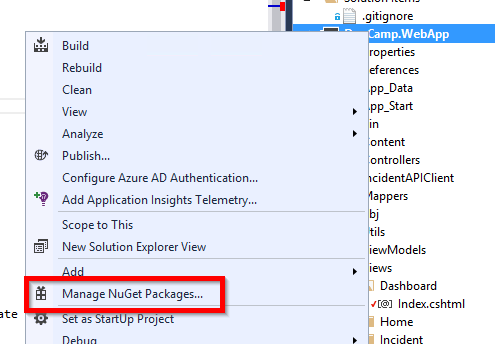 Solution Items
.gitignore
Camp.WebApp
Build
Rebuild
Clean
View
Analyze
Publish...
Configure Azure AD Authentication...
Add Application Insights Telemetry...
Scope to This
New Solution Explorer View
Add
Manage NuGet Packages...
Set as StartUp Project
Debug
roperties
eferences
pp_Data
pp_Start
in
ontent
ontrollers
ncidentAPIClient
Mappers
bj
tils
iewModels
iews
Dashboard
Index.cshtml
Home
Incident
ate